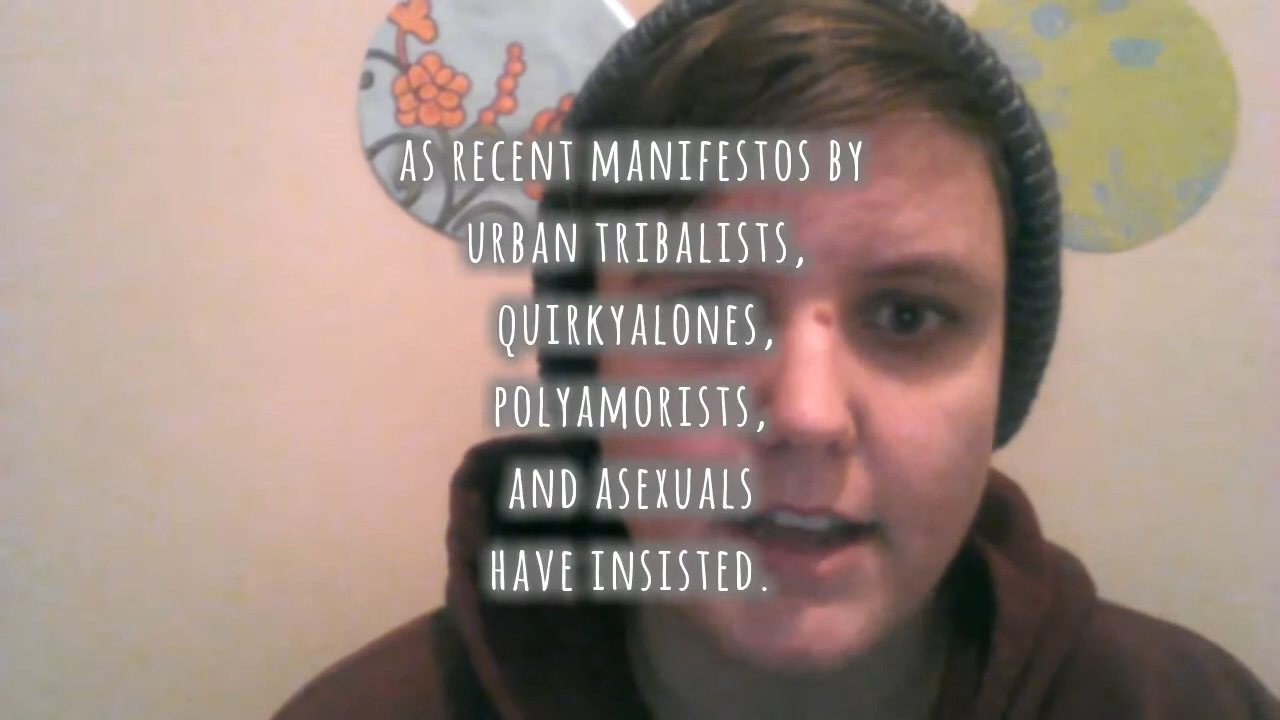 AS RECENT MANIFESTOS BY
URBAN TRIBALISTS,
QUIRKYALONES,
POLYAMORISTS,
AND ASEXUALS
HAVE INSISTED.